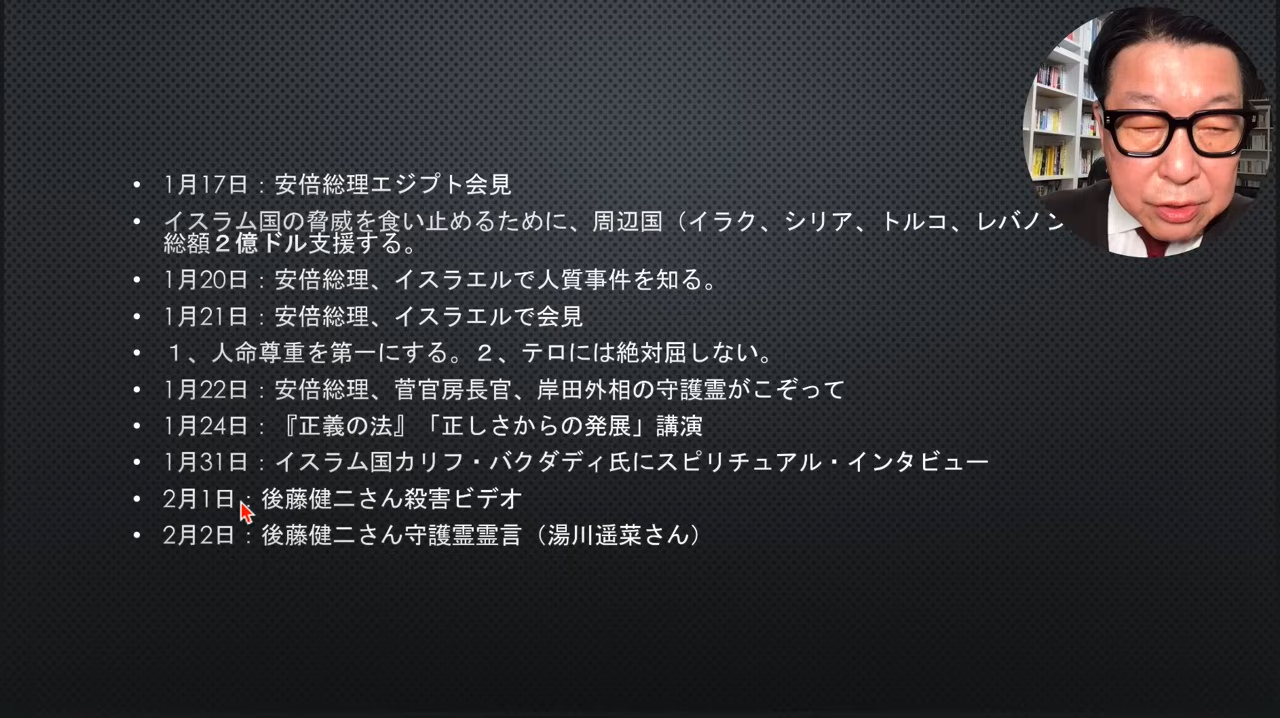 1月17日：安倍総理エジプト会見
イスラム国の脅威を食い止めるために、周辺国（イラク、シリア、トルコ、レバノン
総額２億ドル支援する。
1月20日：安倍総理、イスラエルで人質事件を知る。
1月21日：安倍総理、イスラエルで会見
１、人命尊重を第一にする。２、テロには絶対屈しない。
1月22日：安倍総理、菅官房長官、岸田外相の守護霊がこぞって
1月24日：『正義の法』「正しさからの発展」講演
1月31日：イスラム国カリフ・バクダディ氏にスピリチュアル・インタビュー
2月1日：後藤健二さん殺害ビデオ
2月2日：後藤健二さん守護霊霊言（湯川遥菜さん）